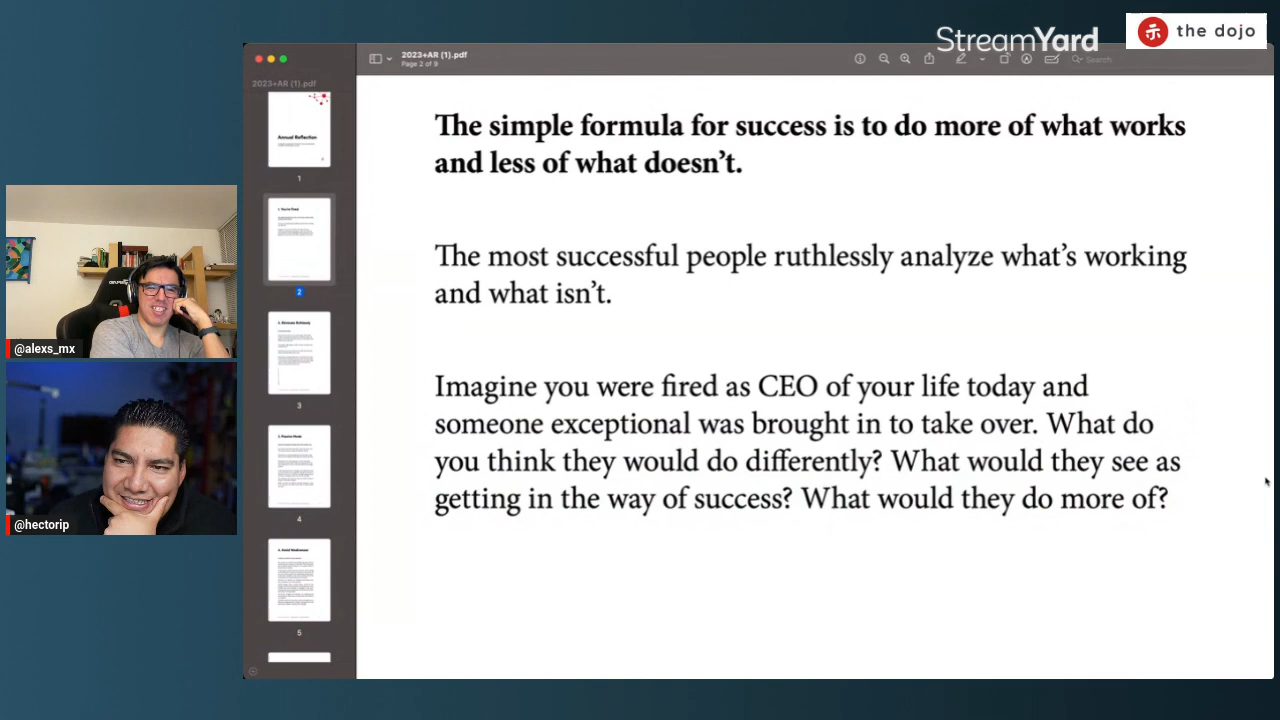 StreamYard
the dojo
2023+AR (1).pdf
Page 2 of 9
Search
2023+AR (1).pdf
Annual Reflection
1
2
3
4
5
The simple formula for success is to do more of what works
and less of what doesn’t.
The most successful people ruthlessly analyze what’s working
and what isn’t.
Imagine you were fired as CEO of your life today and
someone exceptional was brought in to take over. What do
you think they would do differently? What would they see as
getting in the way of success? What would they do more of?
@alexs_mx
@hectorip